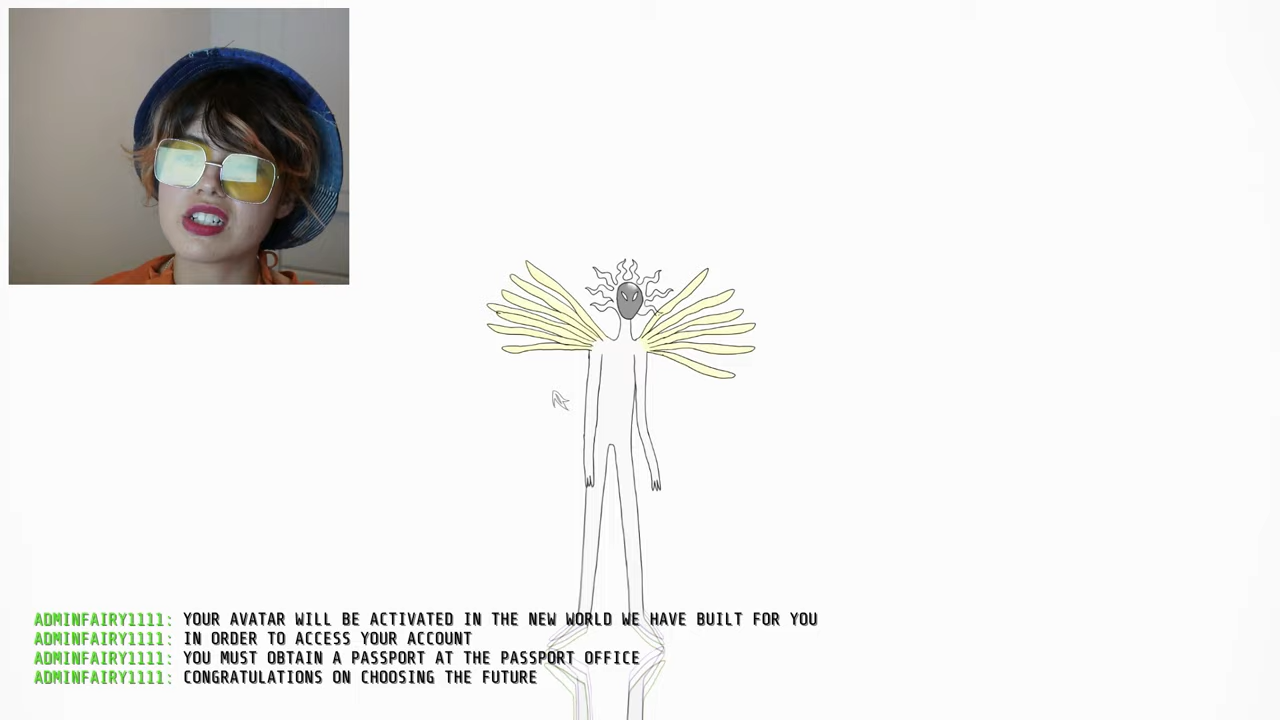 ADMINFAIRY1111: YOUR AVATAR WILL BE ACTIVATED IN THE NEW WORLD WE HAVE BUILT FOR YOU
ADMINFAIRY1111: IN ORDER TO ACCESS YOUR ACCOUNT
ADMINFAIRY1111: YOU MUST OBTAIN A PASSPORT AT THE PASSPORT OFFICE
ADMINFAIRY1111: CONGRATULATIONS ON CHOOSING THE FUTURE